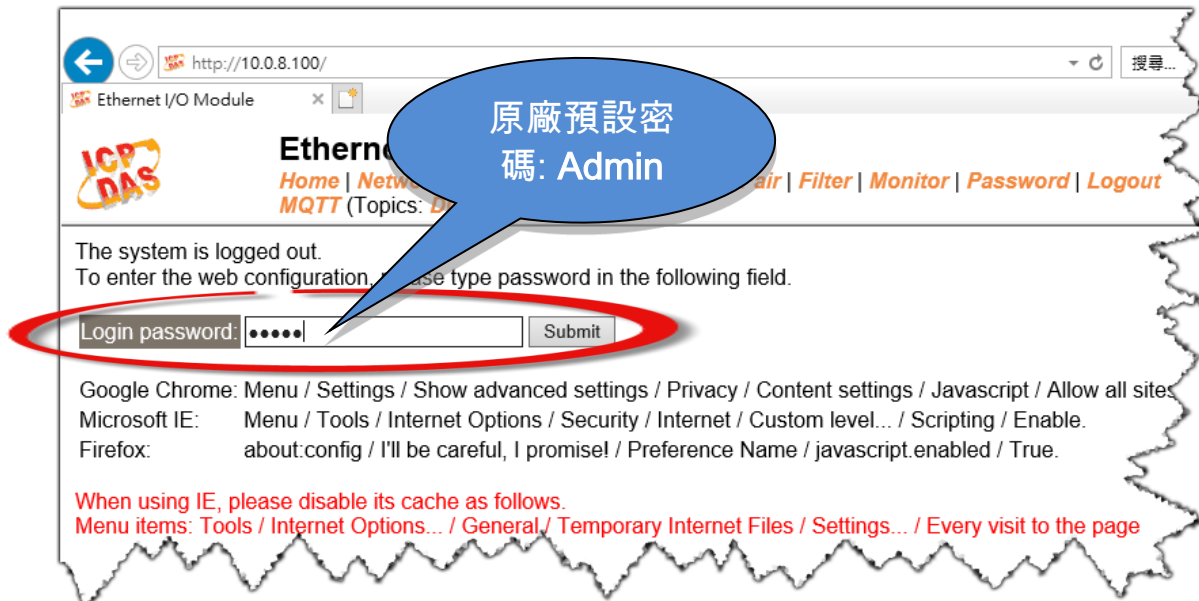 http://10.0.8.100/
搜尋...
Ethernet I/O Module
ICP DAS
原廠預設密
碼: Admin
Home | | Filter | Monitor | Password | Logout
MQTT (Topics:
The system is logged out.
To enter the web configuration, type password in the following field.
Login password: ••••• Submit
Google Chrome: Menu / Settings / Show advanced settings / Privacy / Content settings / Javascript / Allow all sites
Microsoft IE: Menu / Tools / Internet Options / Security / Internet / Custom level... / Scripting / Enable.
Firefox: about:config / I'll be careful, I promise! / Preference Name / javascript.enabled / True.
When using IE, please disable its cache as follows.
Menu items: Tools / Internet Options... / General / Temporary Internet Files / Settings... / Every visit to the page